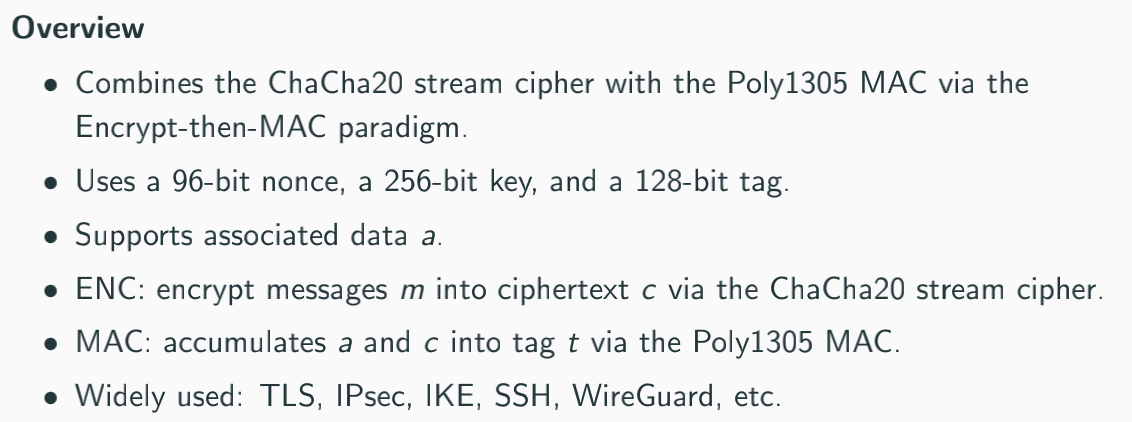 Overview
• Combines the ChaCha20 stream cipher with the Poly1305 MAC via the
Encrypt-then-MAC paradigm.
• Uses a 96-bit nonce, a 256-bit key, and a 128-bit tag.
• Supports associated data a.
• ENC: encrypt messages m into ciphertext c via the ChaCha20 stream cipher.
• MAC: accumulates a and c into tag t via the Poly1305 MAC.
• Widely used: TLS, IPsec, IKE, SSH, WireGuard, etc.